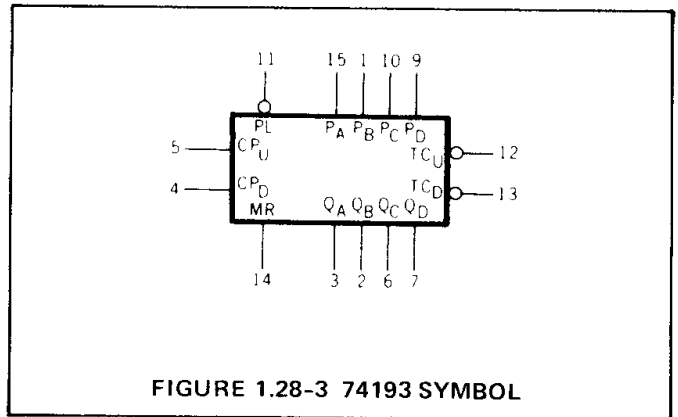 11 15 1 10 9
PL PA PB PC PD
5 CPU TCU 12
4 CPD TCD 13
MR QA QB QC QD
14 3 2 6 7
FIGURE 1.28-3 74193 SYMBOL